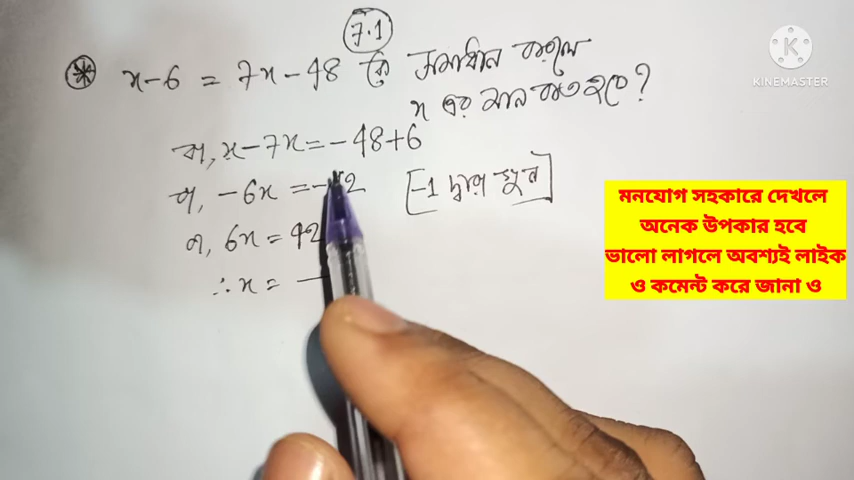 7.1
x-6 = 7x-48 কে সমাধান করলে
x এর মান কত হবে?
বা, x-7x=-48+6
বা, -6x =-42 [-1 দ্বারা গুন]
বা, 6x = 42
∴x =
KINEMASTER
মনযোগ সহকারে দেখলে
অনেক উপকার হবে
ভালো লাগলে অবশ্যই লাইক
ও কমেন্ট করে জানা ও